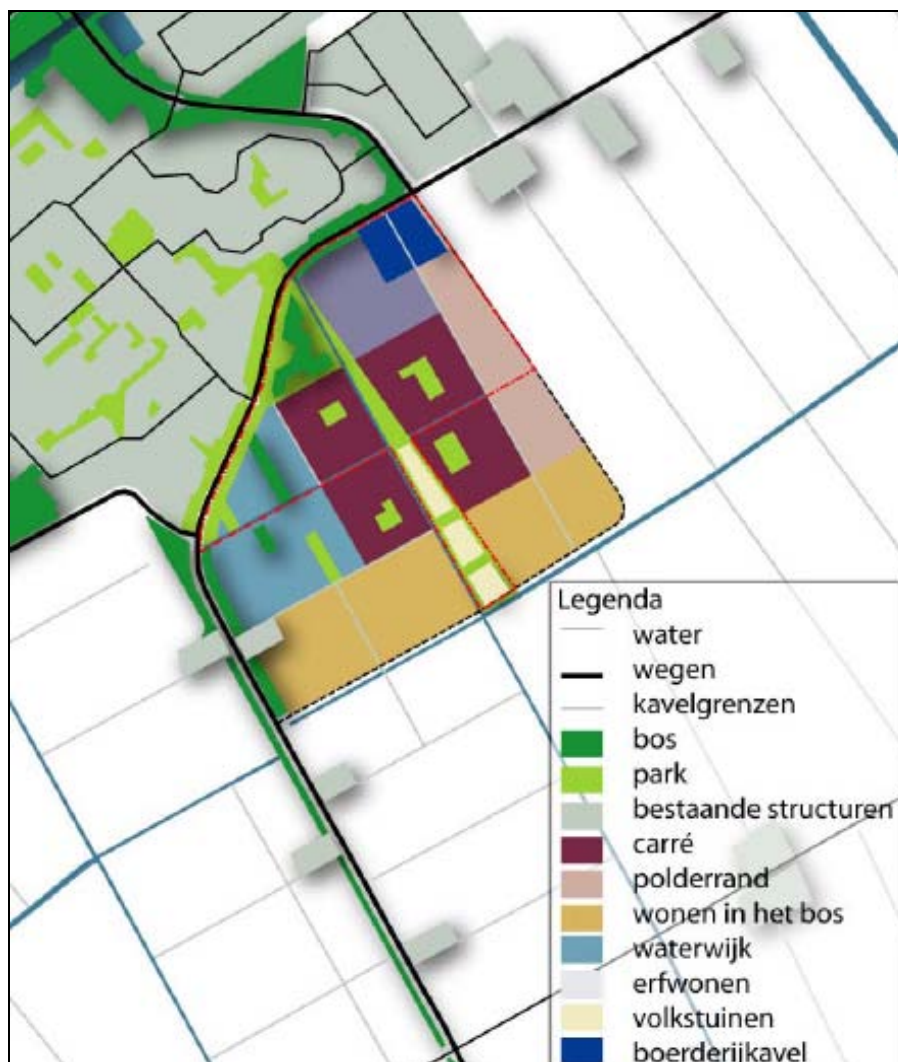 Legenda
water
wegen
kavelgrenzen
bos
park
bestaande structuren
carré
polderrand
wonen in het bos
waterwijk
erfwonen
volkstuinen
boerderijkavel